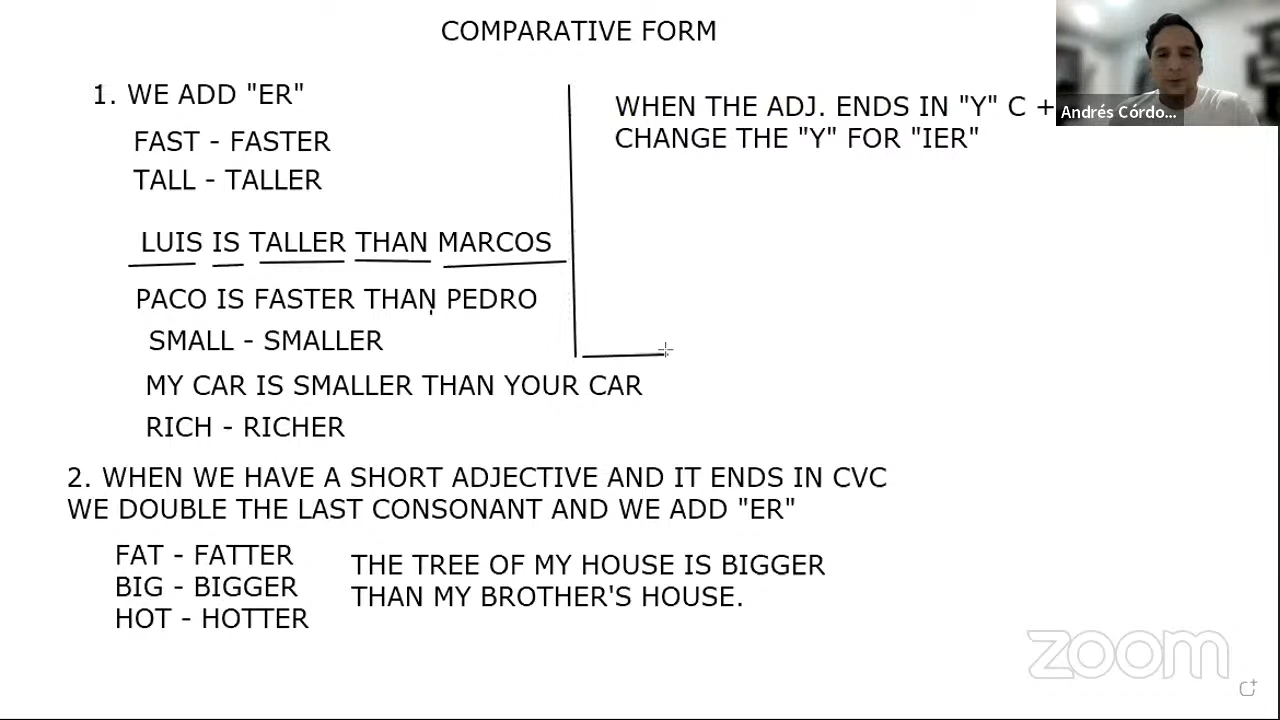 COMPARATIVE FORM
1. WE ADD "ER"
FAST - FASTER
TALL - TALLER
LUIS IS TALLER THAN MARCOS
PACO IS FASTER THAN PEDRO
SMALL - SMALLER
MY CAR IS SMALLER THAN YOUR CAR
RICH - RICHER
WHEN THE ADJ. ENDS IN "Y" C +
CHANGE THE "Y" FOR "IER"
2. WHEN WE HAVE A SHORT ADJECTIVE AND IT ENDS IN CVC
WE DOUBLE THE LAST CONSONANT AND WE ADD "ER"
FAT - FATTER
BIG - BIGGER
HOT - HOTTER
THE TREE OF MY HOUSE IS BIGGER
THAN MY BROTHER'S HOUSE.
Andrés Córdo...
zoom